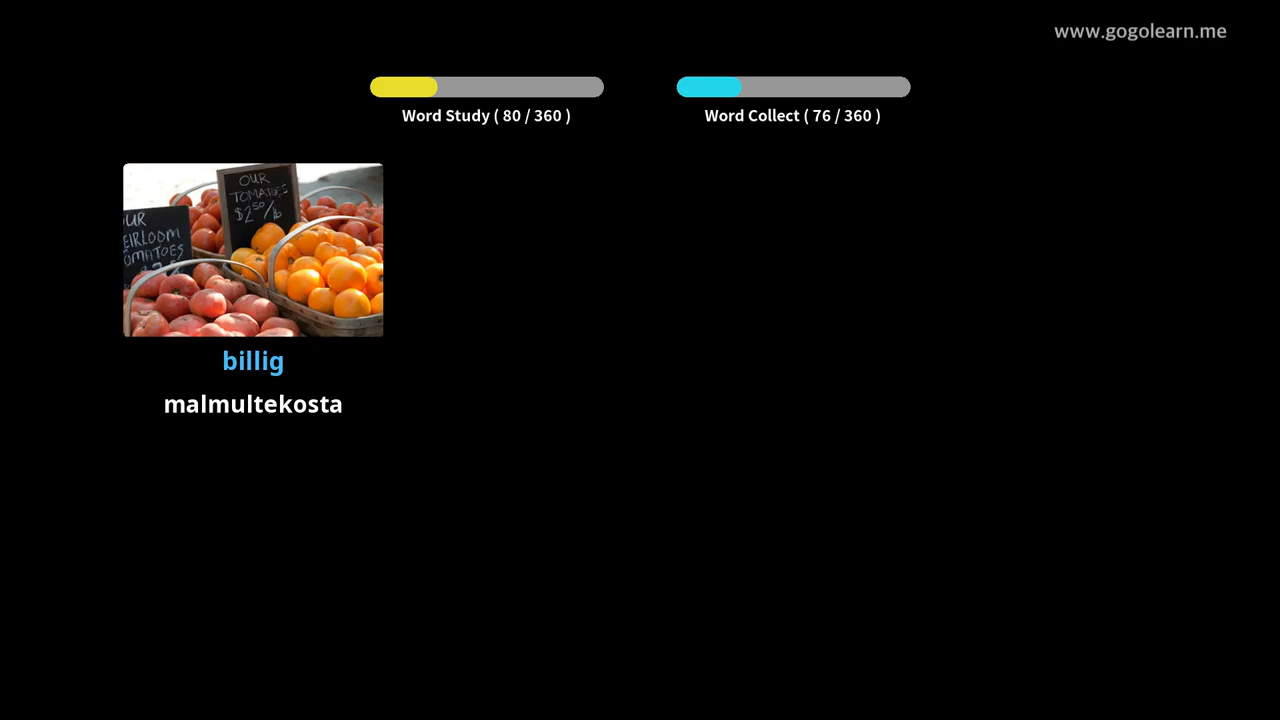 www.gogolearn.me
Word Study ( 80 / 360 )
Word Collect ( 76 / 360 )
OUR
TOMATOES
$2.50/lb
UR
EIRLOOM
OMATOES
billig
malmultekosta